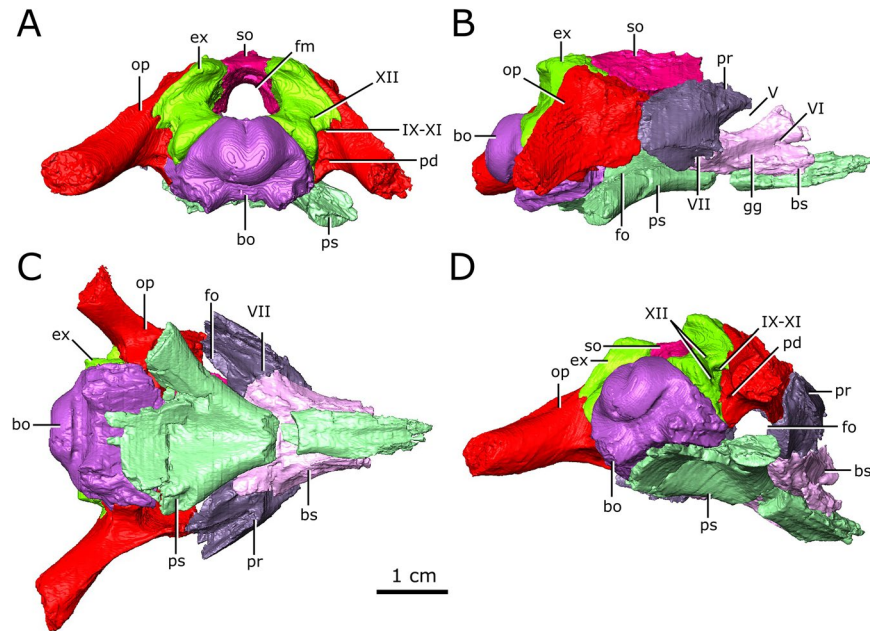 A
ex
so
fm
op
XII
IX-XI
pd
bo
ps
B
so
ex
pr
op
V
VI
bo
fo
ps
VII
gg
bs
C
op
fo
VII
ex
bo
ps
pr
bs
1 cm
D
XII
IX-XI
so
pd
ex
op
pr
fo
bs
bo
ps